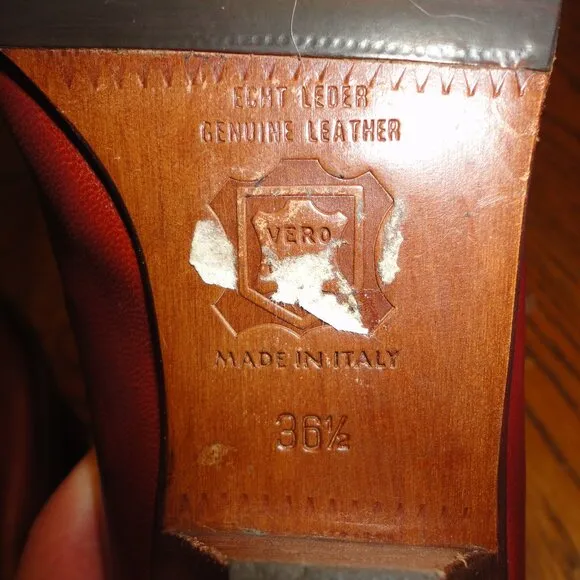 ECHT LEDER
GENUINE LEATHER
VERO
MADE IN ITALY
36½